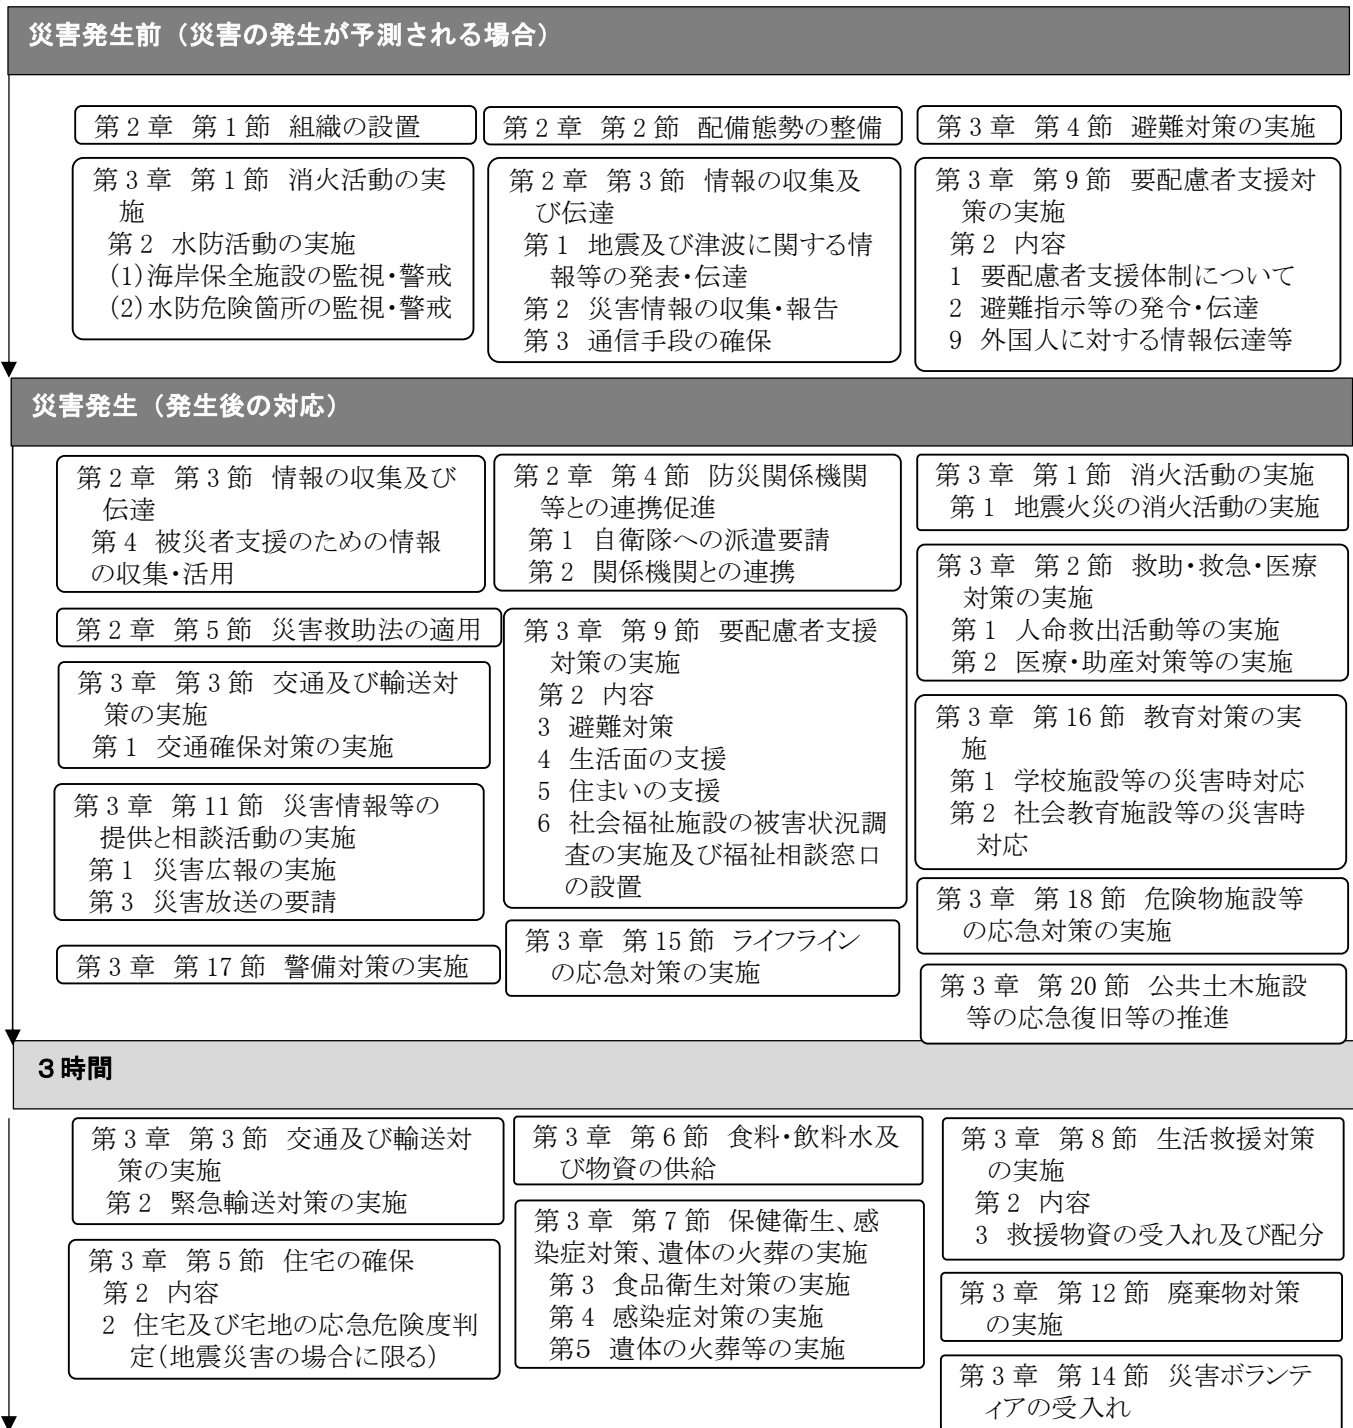 災害発生前（災害の発生が予測される場合）
第２章 第１節 組織の設置
第３章 第１節 消火活動の実
施
第２ 水防活動の実施
(1)海岸保全施設の監視・警戒
(2)水防危険箇所の監視・警戒
第２章 第２節 配備態勢の整備
第２章 第３節 情報の収集及
び伝達
第１ 地震及び津波に関する情
報等の発表・伝達
第２ 災害情報の収集・報告
第３ 通信手段の確保
第３章 第４節 避難対策の実施
第３章 第９節 要配慮者支援対
策の実施
第２ 内容
１ 要配慮者支援体制について
２ 避難指示等の発令・伝達
９ 外国人に対する情報伝達等
災害発生（発生後の対応）
第２章 第３節 情報の収集及び
伝達
第４ 被災者支援のための情報
の収集・活用
第２章 第５節 災害救助法の適用
第３章 第３節 交通及び輸送対
策の実施
第１ 交通確保対策の実施
第３章 第11節 災害情報等の
提供と相談活動の実施
第１ 災害広報の実施
第３ 災害放送の要請
第３章 第17節 警備対策の実施
第２章 第４節 防災関係機関
等との連携促進
第１ 自衛隊への派遣要請
第２ 関係機関との連携
第３章 第９節 要配慮者支援
対策の実施
第２ 内容
３ 避難対策
４ 生活面の支援
５ 住まいの支援
６ 社会福祉施設の被害状況調
査の実施及び福祉相談窓口
の設置
第３章 第15節 ライフライン
の応急対策の実施
第３章 第１節 消火活動の実施
第１ 地震火災の消火活動の実施
第３章 第２節 救助・救急・医療
対策の実施
第１ 人命救出活動等の実施
第２ 医療・助産対策等の実施
第３章 第16節 教育対策の実
施
第１ 学校施設等の災害時対応
第２ 社会教育施設等の災害時
対応
第３章 第18節 危険物施設等
の応急対策の実施
第３章 第20節 公共土木施設
等の応急復旧等の推進
３時間
第３章 第３節 交通及び輸送対
策の実施
第２ 緊急輸送対策の実施
第３章 第５節 住宅の確保
第２ 内容
２ 住宅及び宅地の応急危険度判
定（地震災害の場合に限る）
第３章 第６節 食料・飲料水及
び物資の供給
第３章 第７節 保健衛生、感
染症対策、遺体の火葬の実施
第３ 食品衛生対策の実施
第４ 感染症対策の実施
第５ 遺体の火葬等の実施
第３章 第８節 生活救援対策
の実施
第２ 内容
３ 救援物資の受入れ及び配分
第３章 第12節 廃棄物対策
の実施
第３章 第14節 災害ボランテ
ィアの受入れ